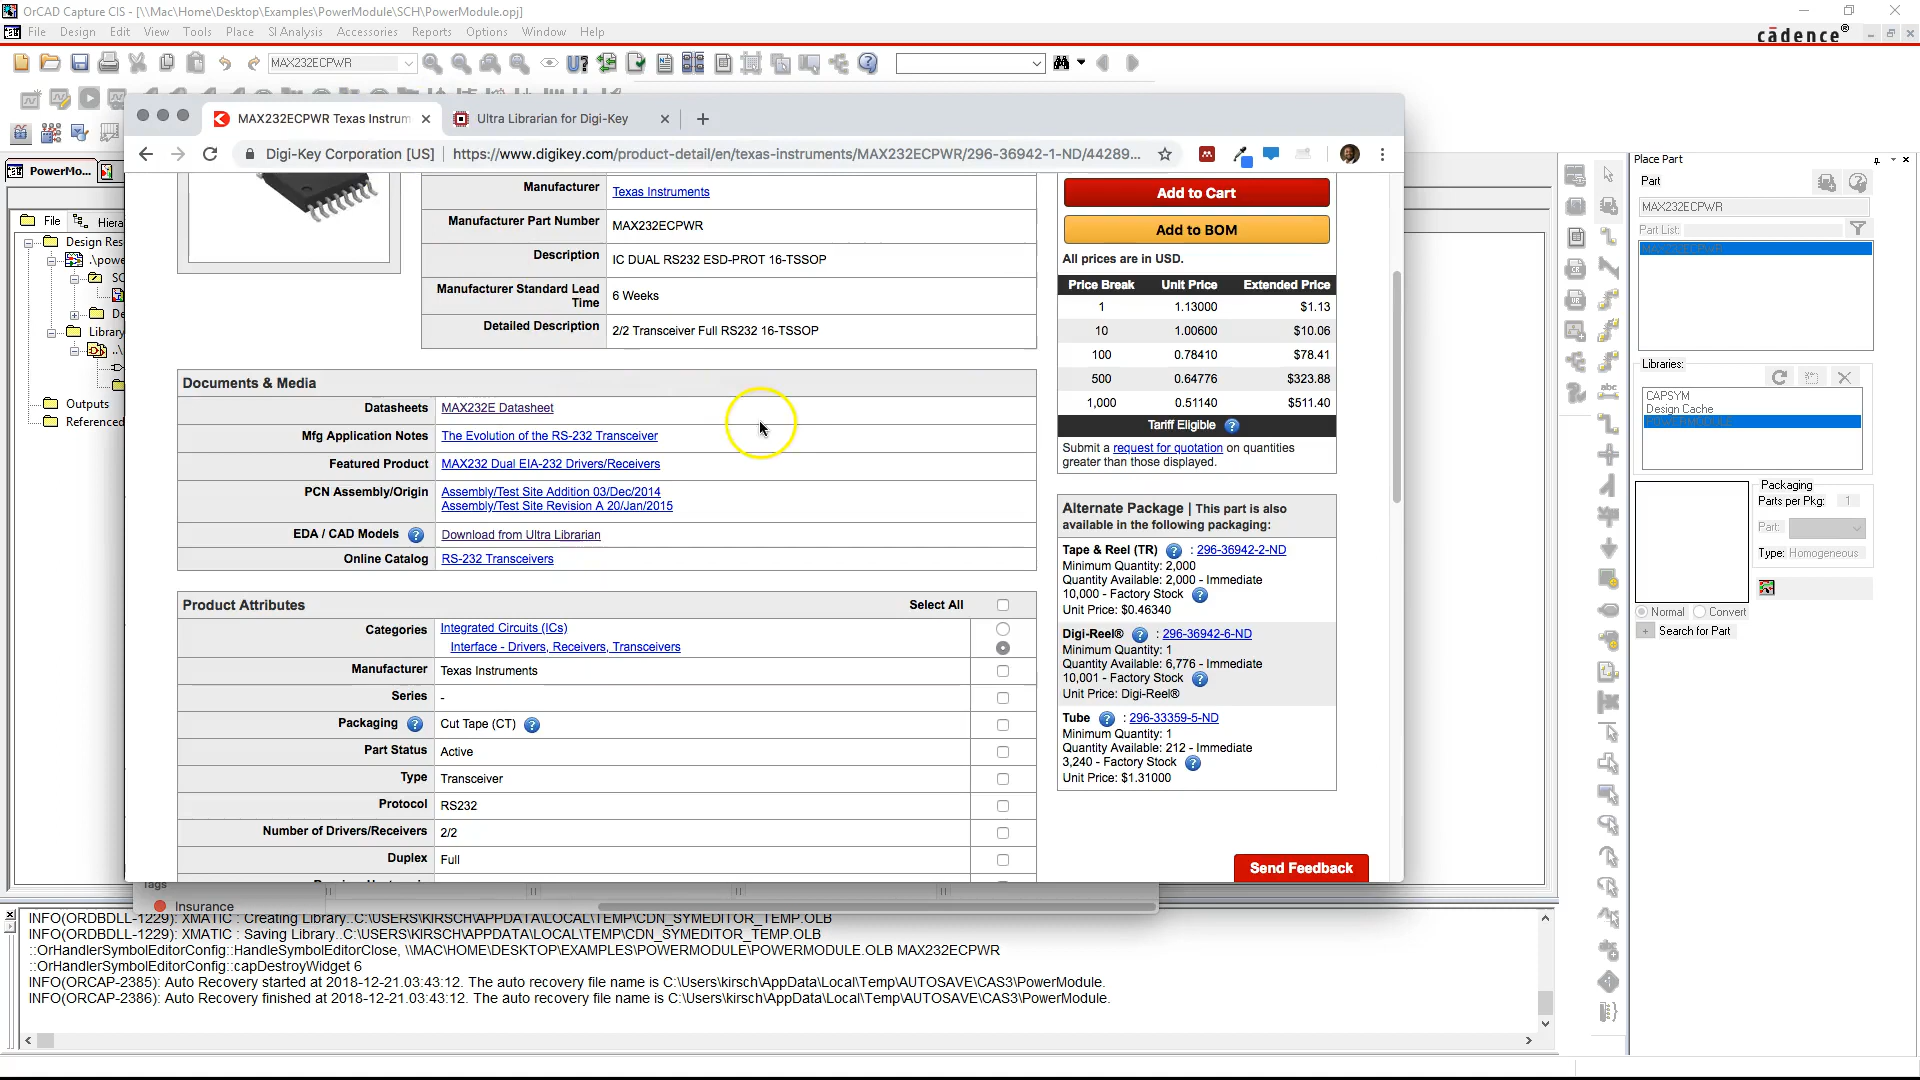 OrCAD Capture CIS - [\\Mac\Home\Desktop\Examples\PowerModule\SCH\PowerModule.opj]
File Design Edit View Tools Place SI Analysis Accessories Reports Options Window Help
cādence®
MAX232ECPWR
MAX232ECPWR Texas Instrum
Ultra Librarian for Digi-Key
Digi-Key Corporation [US]
https://www.digikey.com/product-detail/en/texas-instruments/MAX232ECPWR/296-36942-1-ND/44289...
PowerMo...
File
Hiera
Design Res
.\powe
SC
De
Library
..\
Outputs
Referenced
Manufacturer Texas Instruments
Manufacturer Part Number MAX232ECPWR
Description IC DUAL RS232 ESD-PROT 16-TSSOP
Manufacturer Standard Lead
Time
6 Weeks
Detailed Description 2/2 Transceiver Full RS232 16-TSSOP
Documents & Media
Datasheets MAX232E Datasheet
Mfg Application Notes The Evolution of the RS-232 Transceiver
Featured Product MAX232 Dual EIA-232 Drivers/Receivers
PCN Assembly/Origin Assembly/Test Site Addition 03/Dec/2014
Assembly/Test Site Revision A 20/Jan/2015
EDA / CAD Models Download from Ultra Librarian
Online Catalog RS-232 Transceivers
Product Attributes Select All
Categories Integrated Circuits (ICs)
Interface - Drivers, Receivers, Transceivers
Manufacturer Texas Instruments
Series -
Packaging Cut Tape (CT)
Part Status Active
Type Transceiver
Protocol RS232
Number of Drivers/Receivers 2/2
Duplex Full
Add to Cart
Add to BOM
All prices are in USD.
Price Break Unit Price Extended Price
1 1.13000 $1.13
10 1.00600 $10.06
100 0.78410 $78.41
500 0.64776 $323.88
1,000 0.51140 $511.40
Tariff Eligible
Submit a request for quotation on quantities
greater than those displayed.
Alternate Package | This part is also
available in the following packaging:
Tape & Reel (TR) : 296-36942-2-ND
Minimum Quantity: 2,000
Quantity Available: 2,000 - Immediate
10,000 - Factory Stock
Unit Price: $0.46340
Digi-Reel® : 296-36942-6-ND
Minimum Quantity: 1
Quantity Available: 6,776 - Immediate
10,001 - Factory Stock
Unit Price: Digi-Reel®
Tube : 296-33359-5-ND
Minimum Quantity: 1
Quantity Available: 212 - Immediate
3,240 - Factory Stock
Unit Price: $1.31000
Send Feedback
Place Part
Part
MAX232ECPWR
Part List:
MAX232ECPWR
Libraries:
CAPSYM
Design Cache
POWERMODULE
Packaging
Parts per Pkg: 1
Part:
Type: Homogeneous
Normal Convert
+ Search for Part
Tags
Insurance
INFO(ORDBDLL-1229): XMATIC : Creating Library..C:\USERS\KIRSCH\APPDATA\LOCAL\TEMP\CDN_SYMEDITOR_TEMP.OLB
INFO(ORDBDLL-1229): XMATIC : Saving Library..C:\USERS\KIRSCH\APPDATA\LOCAL\TEMP\CDN_SYMEDITOR_TEMP.OLB
::OrHandlerSymbolEditorConfig::HandleSymbolEditorClose, \\MAC\HOME\DESKTOP\EXAMPLES\POWERMODULE\POWERMODULE.OLB MAX232ECPWR
::OrHandlerSymbolEditorConfig::capDestroyWidget 6
INFO(ORCAP-2385): Auto Recovery started at 2018-12-21.03:43:12. The auto recovery file name is C:\Users\kirsch\AppData\Local\Temp\AUTOSAVE\CAS3\PowerModule.
INFO(ORCAP-2386): Auto Recovery finished at 2018-12-21.03:43:12. The auto recovery file name is C:\Users\kirsch\AppData\Local\Temp\AUTOSAVE\CAS3\PowerModule.